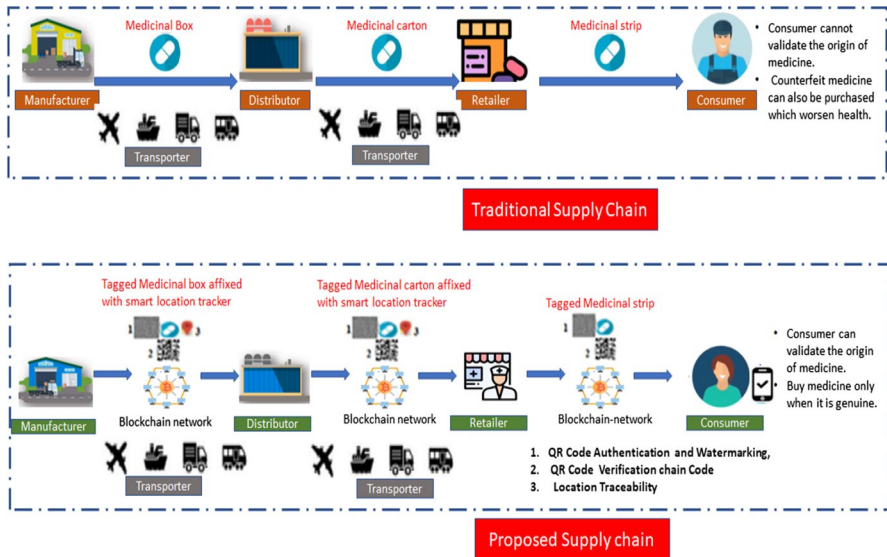 Medicinal Box
Medicinal carton
Medicinal strip
Manufacturer
Distributor
Retailer
Consumer
Transporter
Transporter
• Consumer cannot
validate the origin of
medicine.
• Counterfeit medicine
can also be purchased
which worsen health.
Traditional Supply Chain
Tagged Medicinal box affixed
with smart location tracker
Tagged Medicinal carton affixed
with smart location tracker
Tagged Medicinal strip
1
3
2
1
3
2
1
2
Manufacturer
Blockchain network
Distributor
Blockchain network
Retailer
Blockchain-network
Consumer
Transporter
Transporter
• Consumer can
validate the origin
of medicine.
• Buy medicine only
when it is genuine.
1. QR Code Authentication and Watermarking,
2. QR Code Verification chain Code
3. Location Traceability
Proposed Supply chain